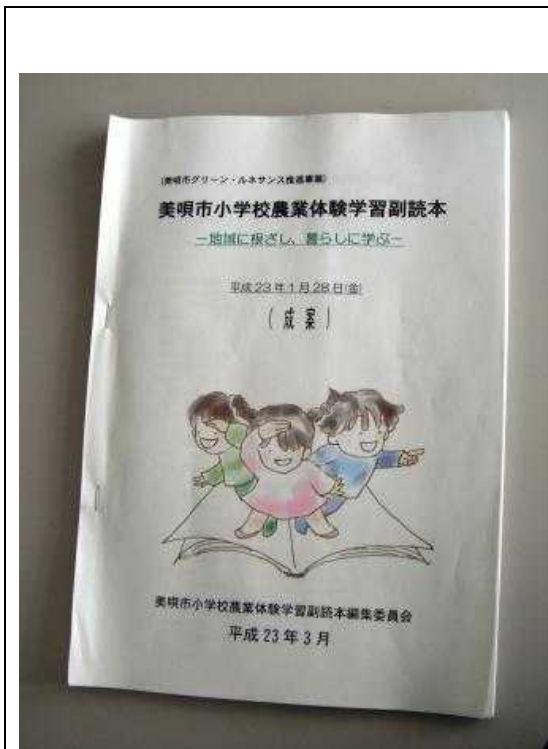 (美唄市グリーン・ルネサンス推進事業)
美唄市小学校農業体験学習副読本
－地域に根ざし、暮らしに学ぶ－
平成23年1月28日(金)
(成案)
美唄市小学校農業体験学習副読本編集委員会
平成23年3月